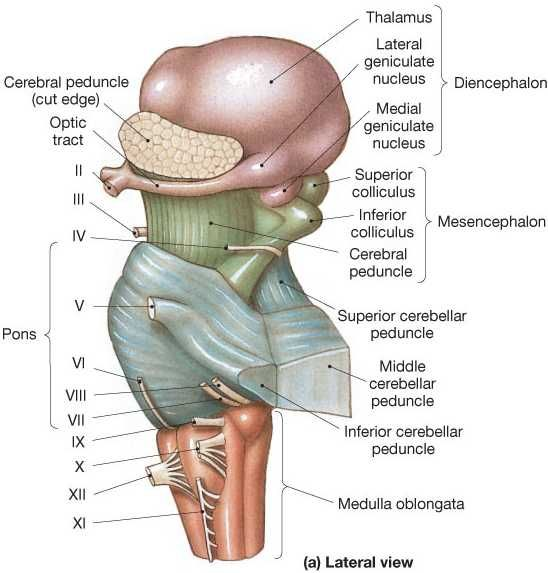 Thalamus
Lateral
geniculate
nucleus
Diencephalon
Cerebral peduncle
(cut edge)
Medial
geniculate
nucleus
Optic
tract
II
Superior
colliculus
III
Inferior
colliculus
Mesencephalon
IV
Cerebral
peduncle
V
Superior cerebellar
peduncle
Pons
VI
Middle
cerebellar
peduncle
VIII
VII
IX
Inferior cerebellar
peduncle
X
XII
Medulla oblongata
XI
(a) Lateral view